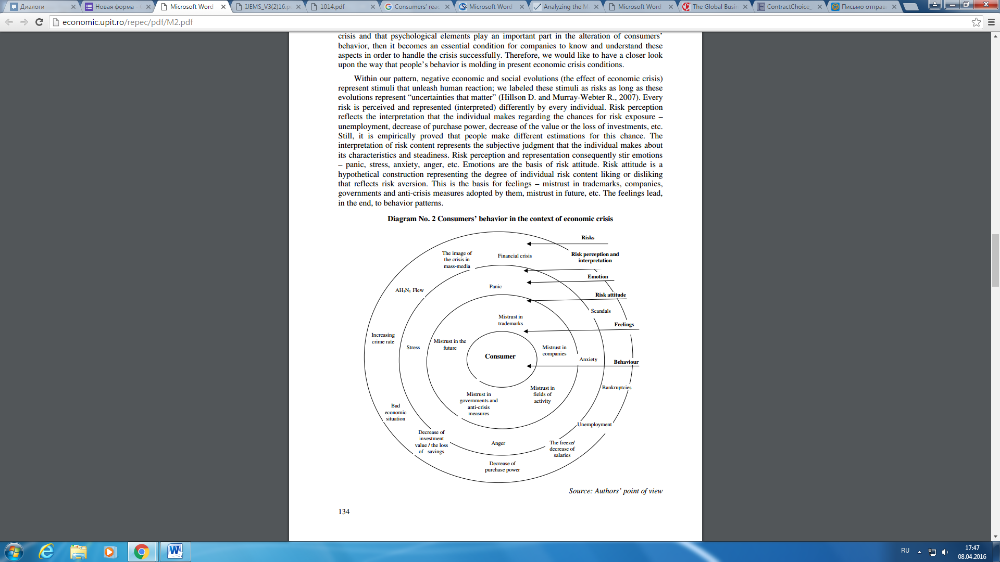 Диалоги
Новая форма -
Microsoft Word
IJEMS_V3(2)16.p
1014.pdf
Consumers' reac
Microsoft Word
Analyzing the M
Microsoft Word
The Global Busin
ContractChoice_
Письмо отправ
economic.upit.ro/repec/pdf/M2.pdf
crisis and that psychological elements play an important part in the alteration of consumers'
behavior, then it becomes an essential condition for companies to know and understand these
aspects in order to handle the crisis successfully. Therefore, we would like to have a closer look
upon the way that people's behavior is molding in present economic crisis conditions.
Within our pattern, negative economic and social evolutions (the effect of economic crisis)
represent stimuli that unleash human reaction; we labeled these stimuli as risks as long as these
evolutions represent “uncertainties that matter” (Hillson D. and Murray-Webter R., 2007). Every
risk is perceived and represented (interpreted) differently by every individual. Risk perception
reflects the interpretation that the individual makes regarding the chances for risk exposure –
unemployment, decrease of purchase power, decrease of the value or the loss of investments, etc.
Still, it is empirically proved that people make different estimations for this chance. The
interpretation of risk content represents the subjective judgment that the individual makes about
its characteristics and steadiness. Risk perception and representation consequently stir emotions
– panic, stress, anxiety, anger, etc. Emotions are the basis of risk attitude. Risk attitude is a
hypothetical construction representing the degree of individual risk content liking or disliking
that reflects risk aversion. This is the basis for feelings – mistrust in trademarks, companies,
governments and anti-crisis measures adopted by them, mistrust in future, etc. The feelings lead,
in the end, to behavior patterns.
Diagram No. 2 Consumers' behavior in the context of economic crisis
Risks
The image of
the crisis in
mass-media
Financial crisis
Risk perception and
interpretation
Emotion
Panic
AH1N1 Flew
Risk attitude
Scandals
Mistrust in
trademarks
Feelings
Increasing
crime rate
Stress
Mistrust in the
future
Mistrust in
companies
Consumer
Anxiety
Behaviour
Mistrust in
governments and
anti-crisis
measures
Mistrust in
fields of
activity
Bankruptcies
Bad
economic
situation
Unemployment
Decrease of
investment
value / the loss
of savings
Anger
The freeze/
decrease of
salaries
Decrease of
purchase power
Source: Authors' point of view
134
RU
17:47
08.04.2016